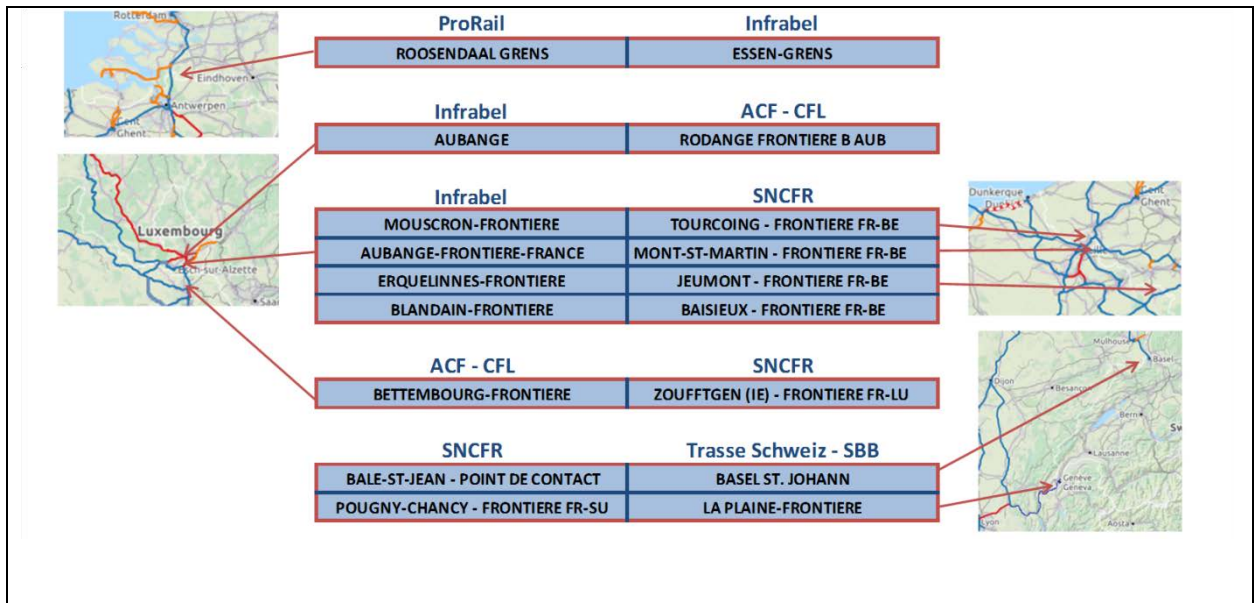 ProRail Infrabel
ROOSENDAAL GRENS ESSEN-GRENS
Rotterdam
Eindhoven
Antwerpen
Gent
Ghent
Infrabel ACF - CFL
AUBANGE RODANGE FRONTIERE B AUB
Luxembourg
Esch-sur-Alzette
Saar
Infrabel SNCFR
MOUSCRON-FRONTIERE TOURCOING - FRONTIERE FR-BE
AUBANGE-FRONTIERE-FRANCE MONT-ST-MARTIN - FRONTIERE FR-BE
ERQUELINNES-FRONTIERE JEUMONT - FRONTIERE FR-BE
BLANDAIN-FRONTIERE BAISIEUX - FRONTIERE FR-BE
Dunkerque
Gent
Ghent
ACF - CFL SNCFR
BETTEMBOURG-FRONTIERE ZOUFFTGEN (IE) - FRONTIERE FR-LU
SNCFR Trasse Schweiz - SBB
BALE-ST-JEAN - POINT DE CONTACT BASEL ST. JOHANN
POUGNY-CHANCY - FRONTIERE FR-SU LA PLAINE-FRONTIERE
Mulhouse
Basel
Dijon
Besançon
Bern
Sw
Lausanne
Genève
Geneva
Lyon
Aosta